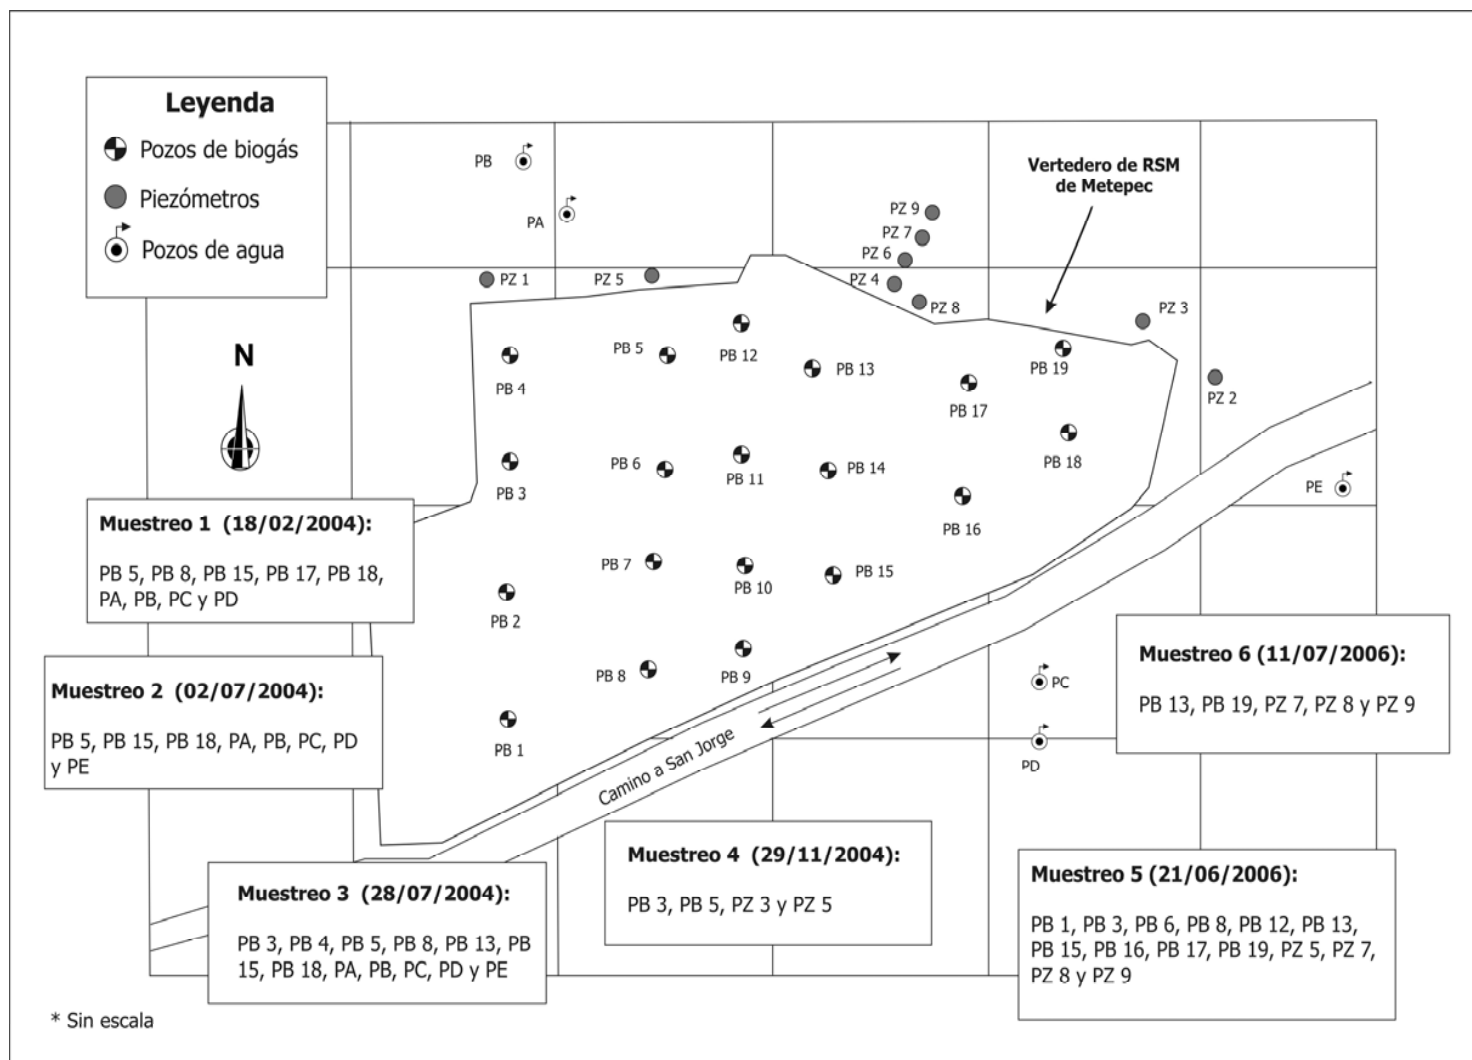 Leyenda
Pozos de biogás
Piezómetros
Pozos de agua
PB
PA
PZ 9
PZ 7
PZ 6
PZ 4
PZ 8
Vertedero de RSM
de Metepec
PZ 1
PZ 5
PZ 3
PZ 2
N
PB 4
PB 5
PB 12
PB 13
PB 19
PB 17
PB 3
PB 6
PB 11
PB 14
PB 18
PB 16
PE
PB 2
PB 7
PB 10
PB 15
PB 8
PB 9
PB 1
PC
PD
Camino a San Jorge
Muestreo 1 (18/02/2004):
PB 5, PB 8, PB 15, PB 17, PB 18,
PA, PB, PC y PD
Muestreo 2 (02/07/2004):
PB 5, PB 15, PB 18, PA, PB, PC, PD
y PE
Muestreo 3 (28/07/2004):
PB 3, PB 4, PB 5, PB 8, PB 13, PB
15, PB 18, PA, PB, PC, PD y PE
Muestreo 4 (29/11/2004):
PB 3, PB 5, PZ 3 y PZ 5
Muestreo 6 (11/07/2006):
PB 13, PB 19, PZ 7, PZ 8 y PZ 9
Muestreo 5 (21/06/2006):
PB 1, PB 3, PB 6, PB 8, PB 12, PB 13,
PB 15, PB 16, PB 17, PB 19, PZ 5, PZ 7,
PZ 8 y PZ 9
* Sin escala